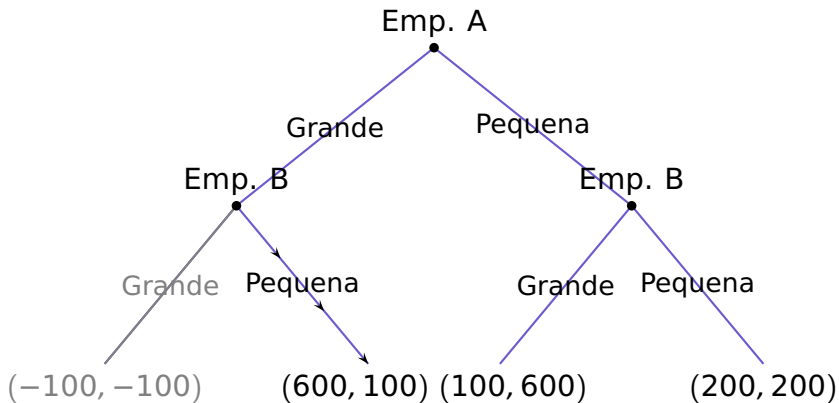 Emp. A
Grande
Pequena
Emp. B
Emp. B
Grande
Pequena
Grande
Pequena
(−100, −100)
(600, 100)
(100, 600)
(200, 200)